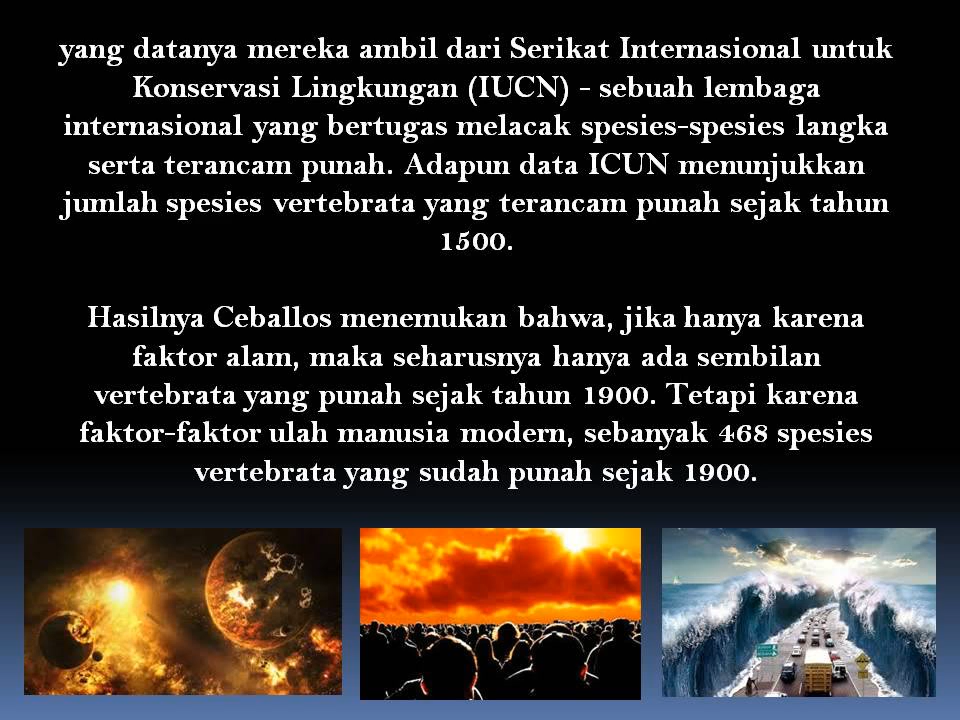 yang datanya mereka ambil dari Serikat Internasional untuk
Konservasi Lingkungan (IUCN) - sebuah lembaga
internasional yang bertugas melacak spesies-spesies langka
serta terancam punah. Adapun data ICUN menunjukkan
jumlah spesies vertebrata yang terancam punah sejak tahun
1500.
Hasilnya Ceballos menemukan bahwa, jika hanya karena
faktor alam, maka seharusnya hanya ada sembilan
vertebrata yang punah sejak tahun 1900. Tetapi karena
faktor-faktor ulah manusia modern, sebanyak 468 spesies
vertebrata yang sudah punah sejak 1900.